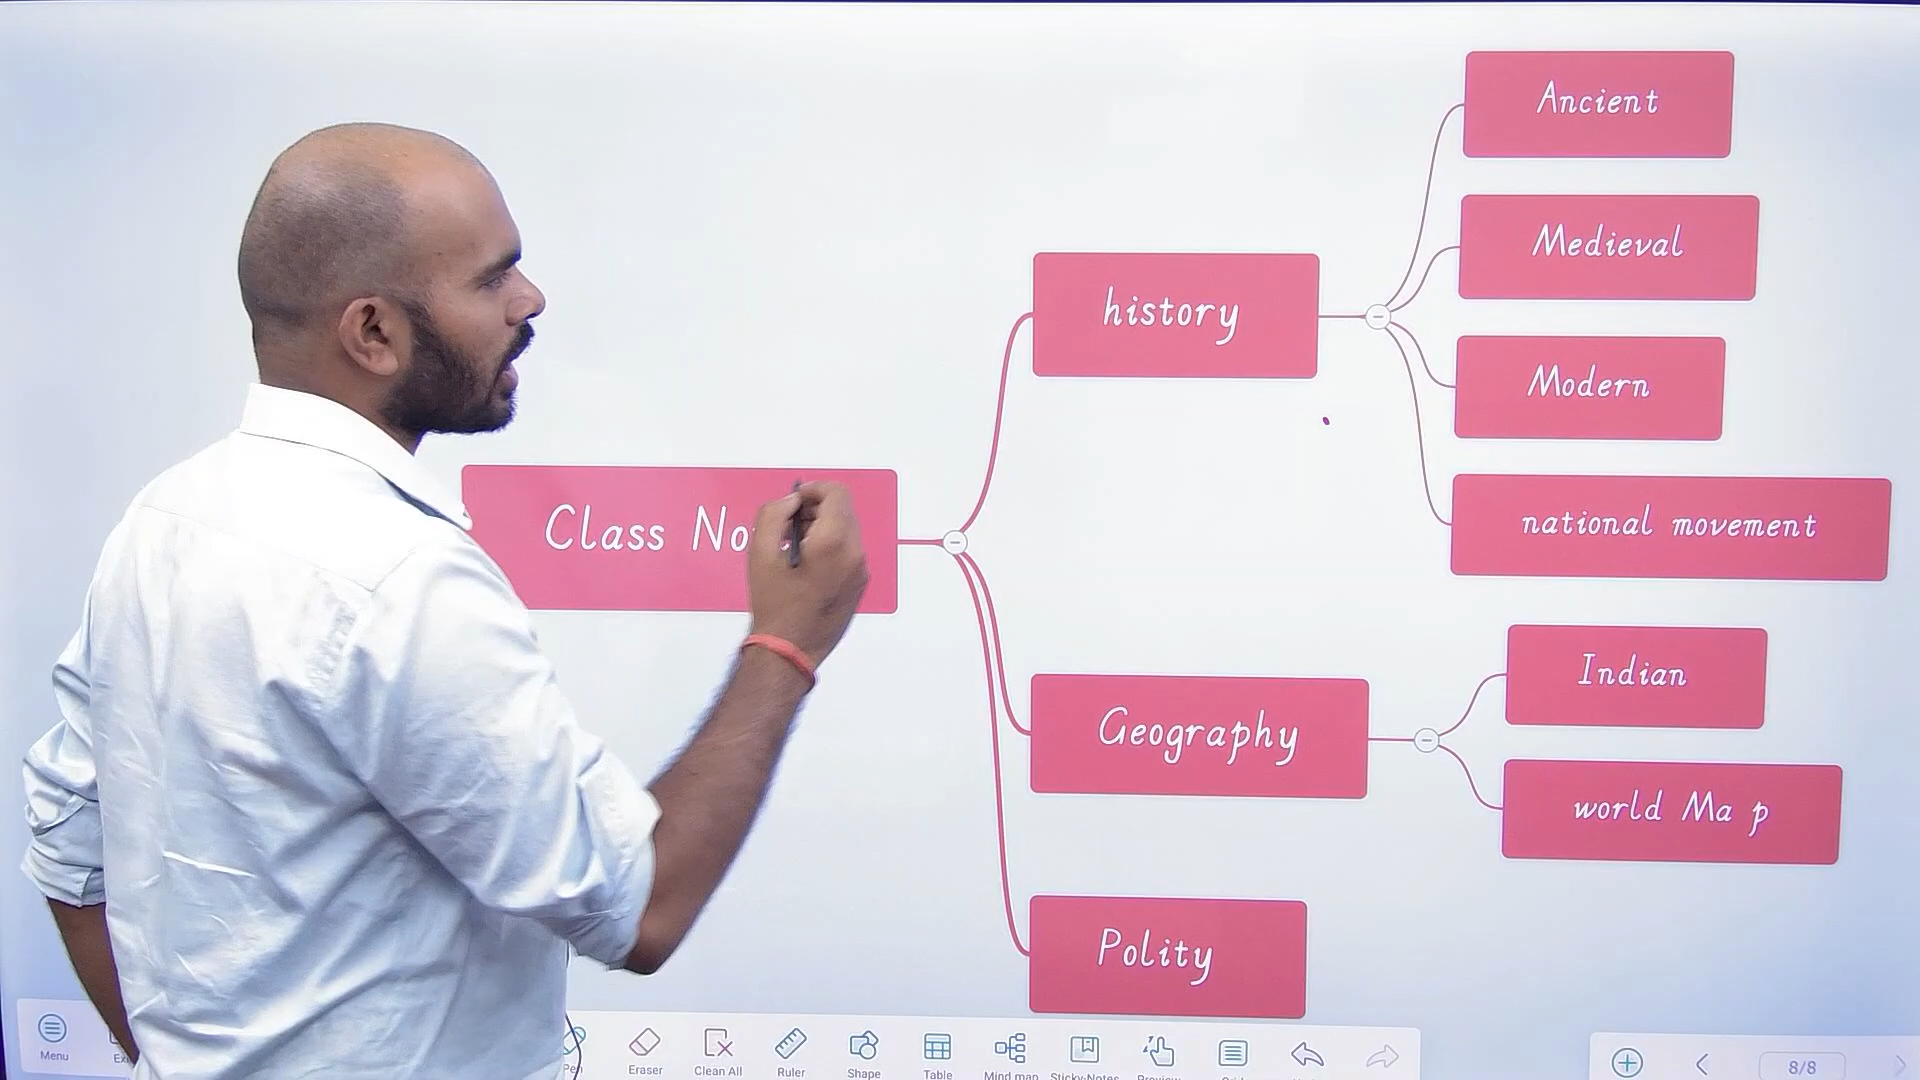 Ancient
Medieval
history
Modern
national movement
Class No
Indian
Geography
world Ma p
Polity
Menu
Eraser
Clean All
Ruler
Shape
Table
Mind map
Sticky-Notes
Preview
8/8